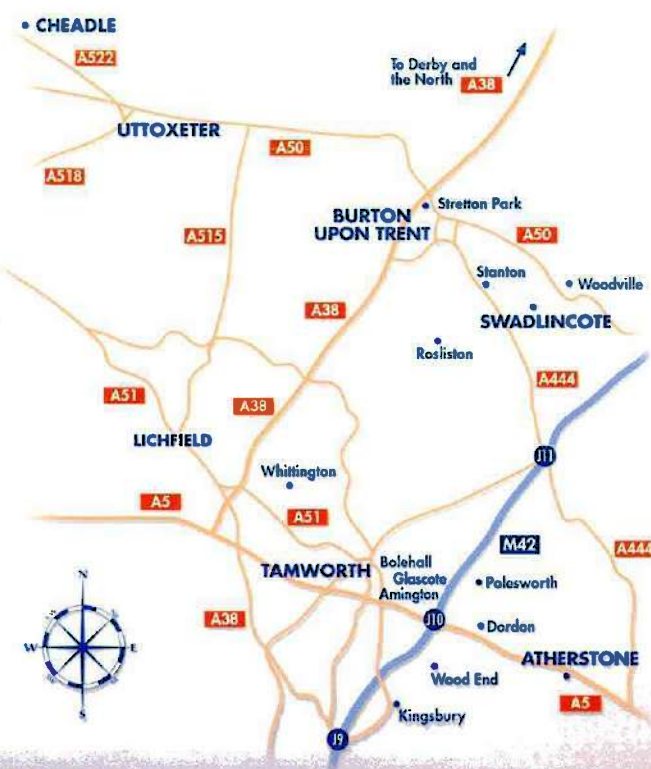 CHEADLE
A522
To Derby and
the North
A38
UTTOXETER
A50
A518
Stretton Park
BURTON
UPON TRENT
A515
A50
Stanton
Woodville
A38
SWADLINCOTE
Rosliston
A444
A51
A38
LICHFIELD
J11
Whittington
A5
A51
M42
A444
TAMWORTH
Bolehall
Glascote
Amington
Polesworth
N
A38
J10
Dordon
W
E
ATHERSTONE
Wood End
A5
S
Kingsbury
J9